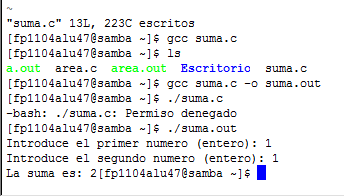 ~
"suma.c" 13L, 223C escritos
[fp1104alu47@samba ~]$ gcc suma.c
[fp1104alu47@samba ~]$ ls
a.out area.c area.out Escritorio suma.c
[fp1104alu47@samba ~]$ gcc suma.c -o suma.out
[fp1104alu47@samba ~]$ ./suma.c
-bash: ./suma.c: Permiso denegado
[fp1104alu47@samba ~]$ ./suma.out
Introduce el primer numero (entero): 1
Introduce el segundo numero (entero): 1
La suma es: 2[fp1104alu47@samba ~]$